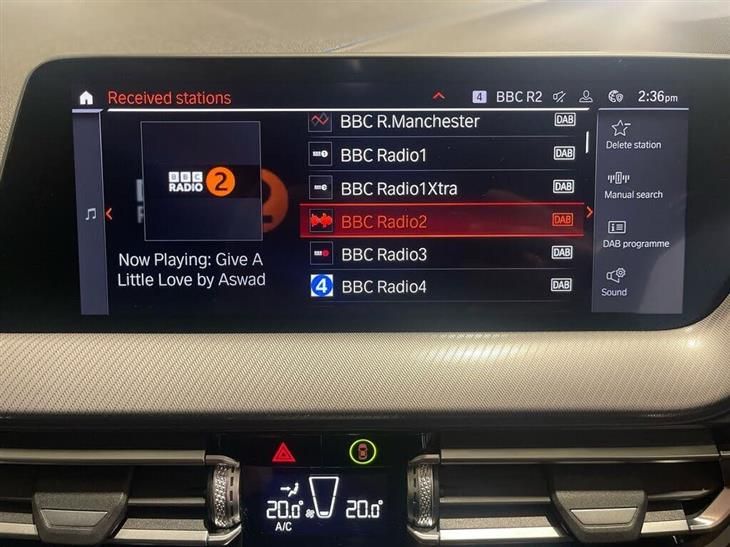 Received stations
4 BBC R2 2:36pm
BBC RADIO 2
Now Playing: Give A
Little Love by Aswad
BBC R.Manchester DAB
BBC Radio1 DAB
BBC Radio1Xtra DAB
BBC Radio2 DAB
BBC Radio3 DAB
4 BBC Radio4 DAB
Delete station
Manual search
DAB programme
Sound
20.0 20.0
A/C